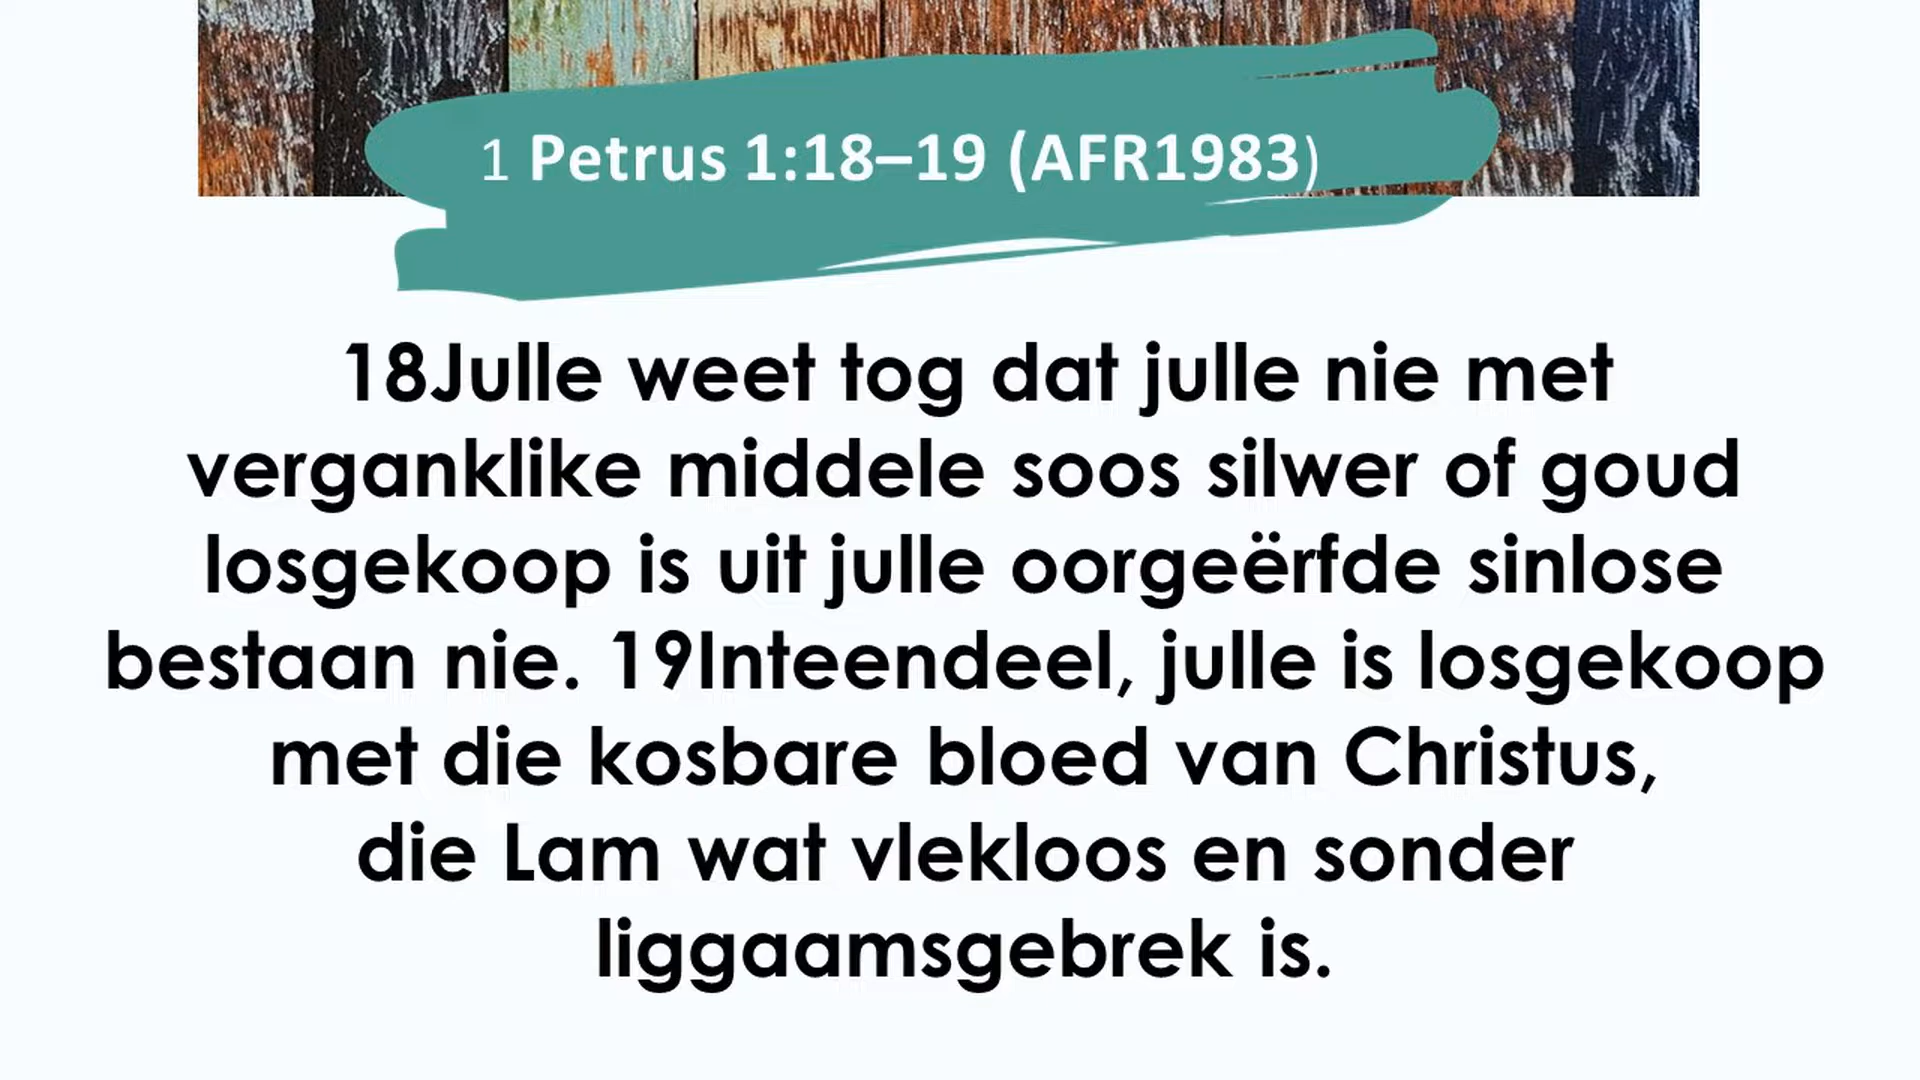 1 Petrus 1:18–19 (AFR1983)
18Julle weet tog dat julle nie met
verganklike middele soos silwer of goud
losgekoop is uit julle oorgeërfde sinlose
bestaan nie. 19Inteendeel, julle is losgekoop
met die kosbare bloed van Christus,
die Lam wat vlekloos en sonder
liggaamsgebrek is.